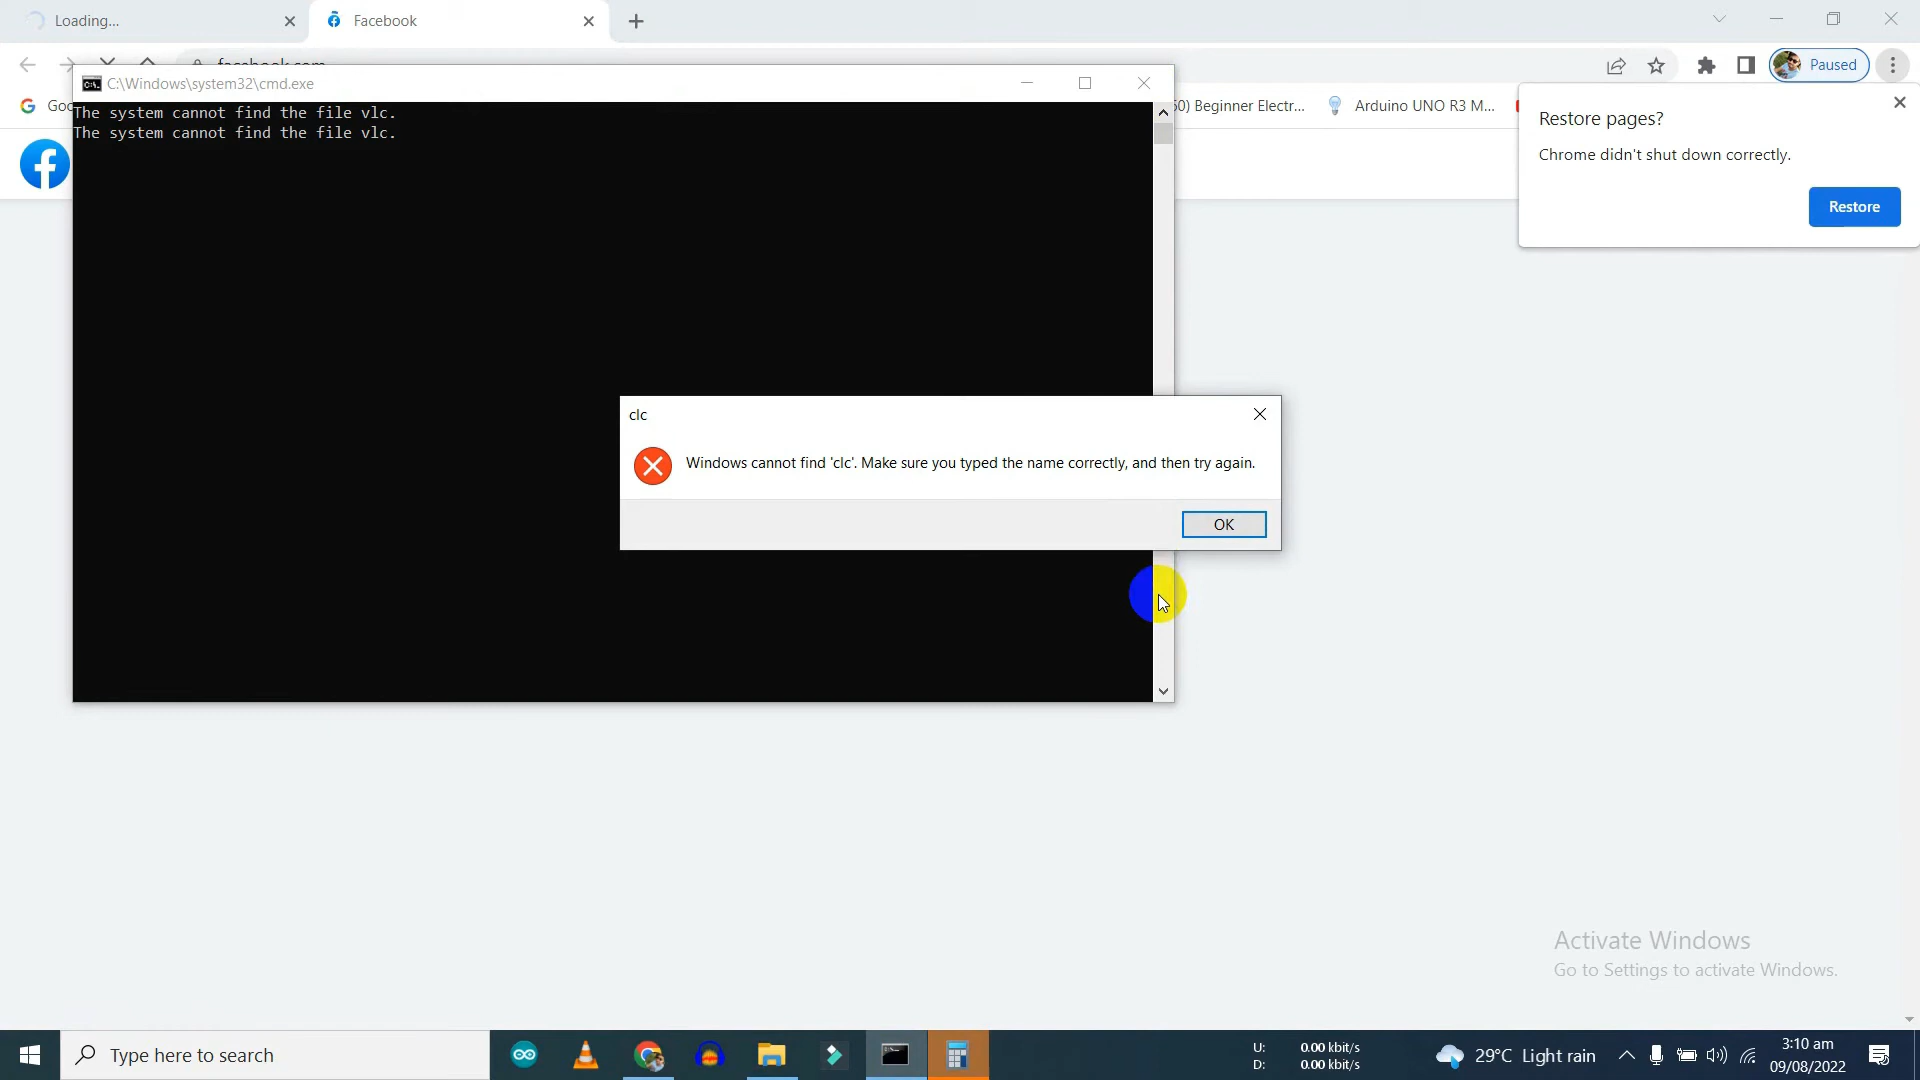 Loading...
Facebook
Paused
C:\Windows\system32\cmd.exe
The system cannot find the file vlc.
The system cannot find the file vlc.
Beginner Electr...
Arduino UNO R3 M...
Restore pages?
Chrome didn't shut down correctly.
Restore
clc
Windows cannot find 'clc'. Make sure you typed the name correctly, and then try again.
OK
Activate Windows
Go to Settings to activate Windows.
Type here to search
U: 0.00 kbit/s
D: 0.00 kbit/s
29°C Light rain
3:10 am
09/08/2022